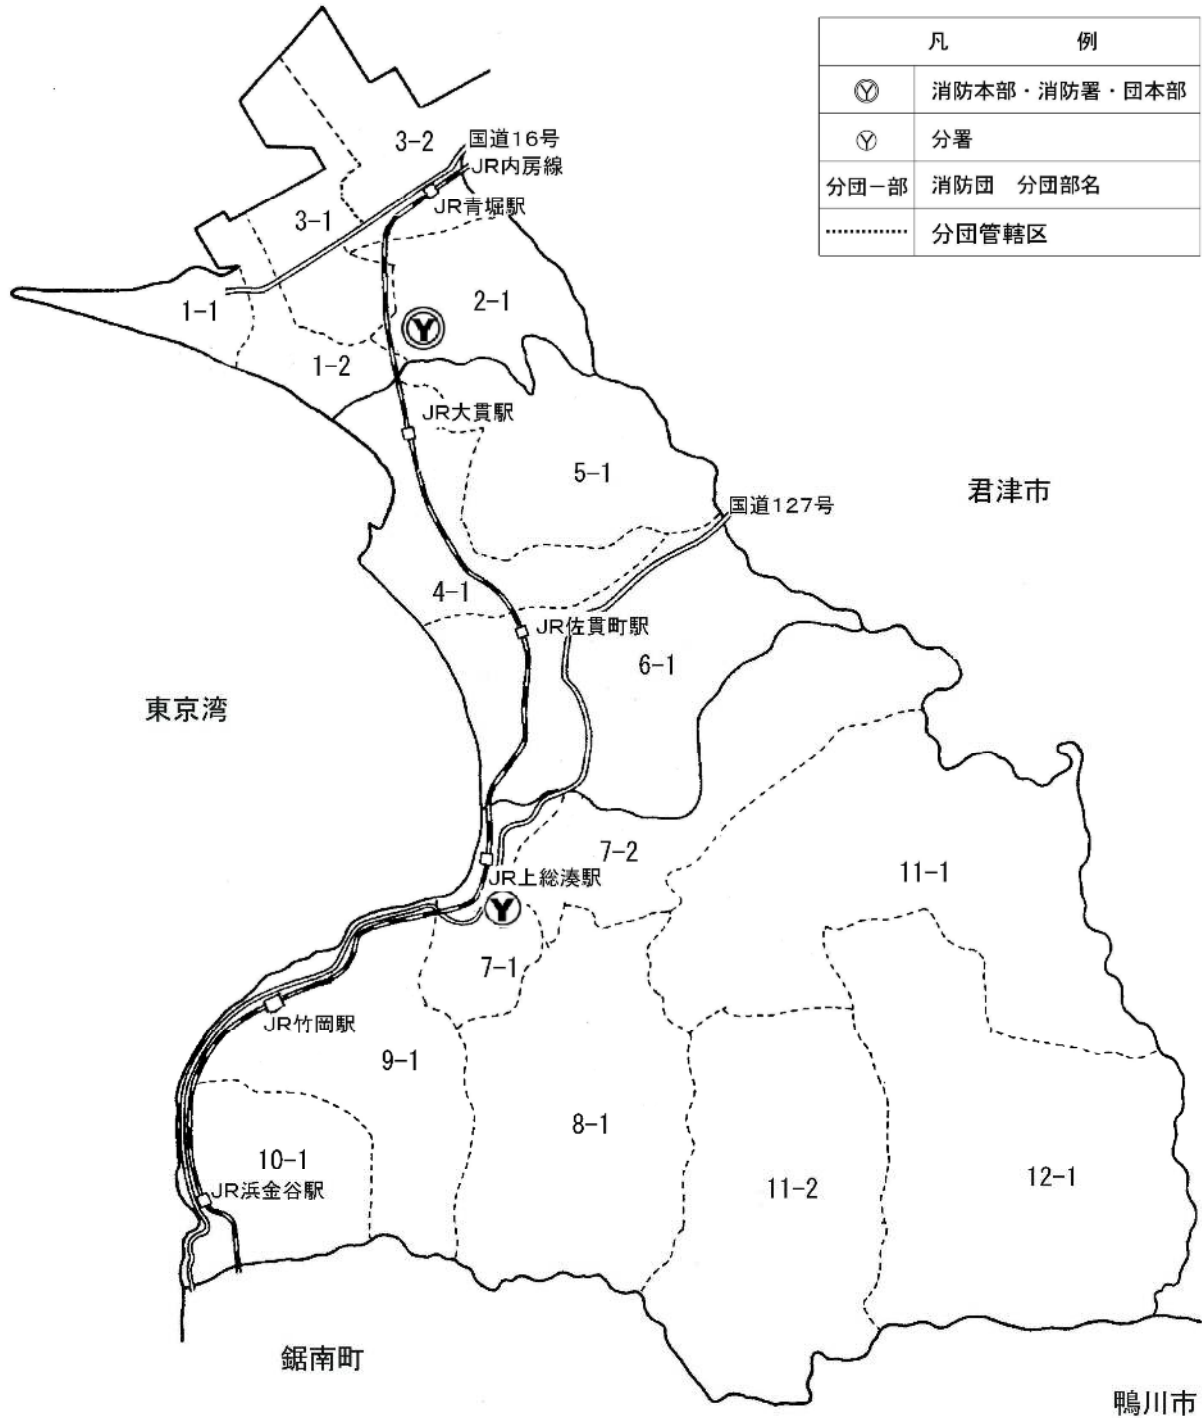 凡 例
Y 消防本部・消防署・団本部
Y 分署
分団－部 消防団 分団部名
分団管轄区
3-2
国道16号
JR内房線
JR青堀駅
3-1
1-1
2-1
Y
1-2
JR大貫駅
5-1
君津市
国道127号
4-1
JR佐貫町駅
6-1
東京湾
7-2
11-1
JR上総湊駅
Y
7-1
JR竹岡駅
9-1
8-1
10-1
12-1
11-2
JR浜金谷駅
鋸南町
鴨川市